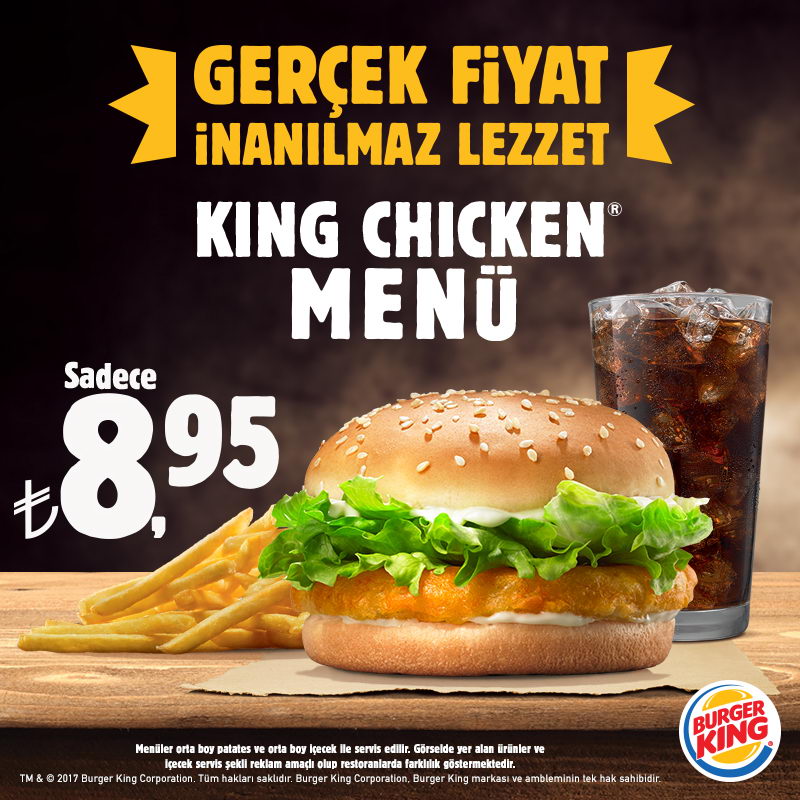 GERÇEK FİYAT
İNANILMAZ LEZZET
KING CHICKEN®
MENÜ
Sadece
₺8,95
Menüler orta boy patates ve orta boy içecek ile servis edilir. Görselde yer alan ürünler ve
içecek servis şekli reklam amaçlı olup restoranlarda farklılık göstermektedir.
TM & © 2017 Burger King Corporation. Tüm hakları saklıdır. Burger King Corporation, Burger King markası ve ambleminin tek hak sahibidir.
BURGER
KING®